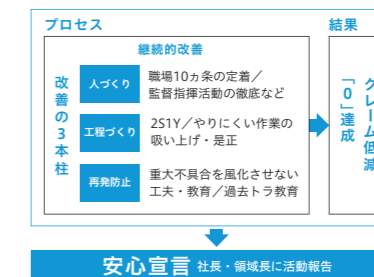 プロセス
継続的改善
改善の3本柱
人づくり
職場10ヵ条の定着／
監督指揮活動の徹底など
工程づくり
2S1Y／やりにくい作業の
吸い上げ・是正
再発防止
重大不具合を風化させない
工夫・教育／過去トラ教育
結果
クレーム低減
「0」達成
安心宣言 社長・領域長に活動報告